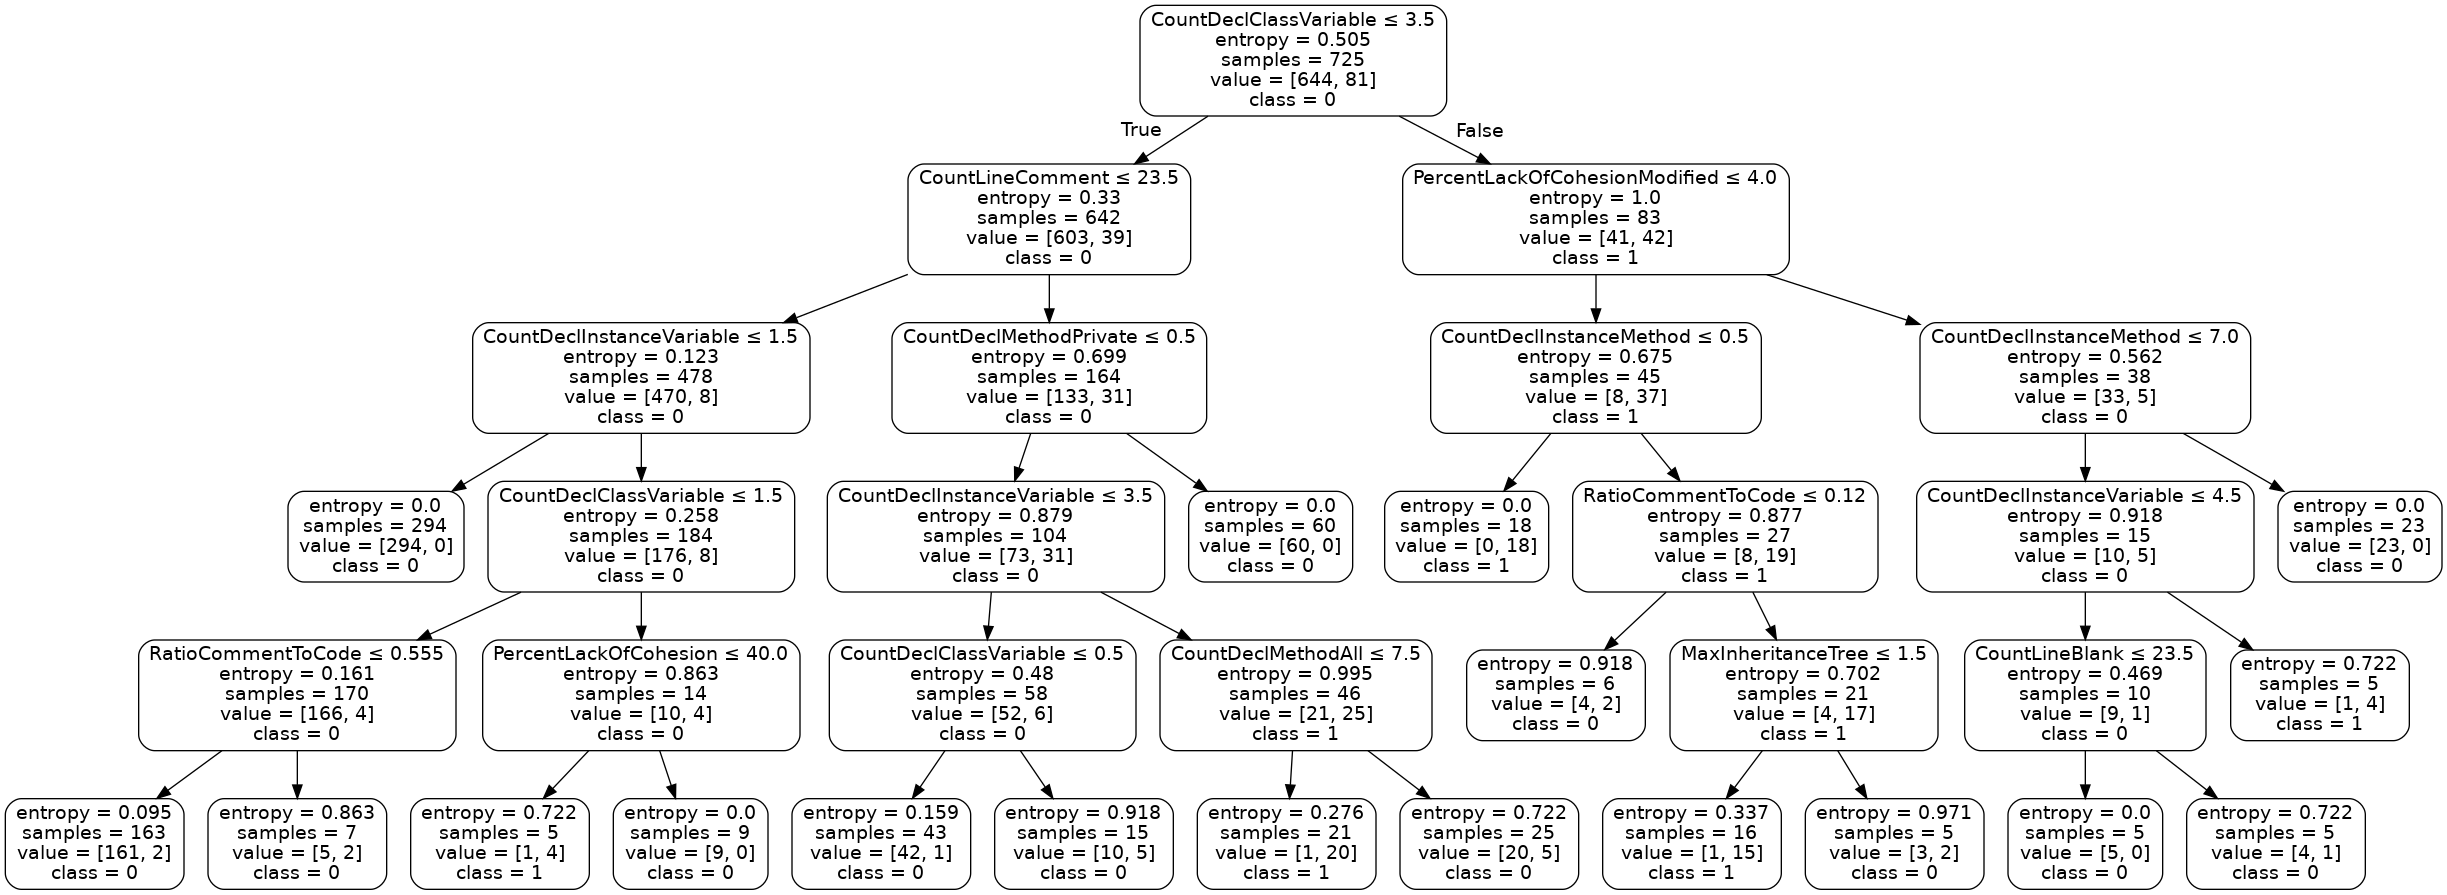 CountDeclClassVariable ≤ 3.5
entropy = 0.505
samples = 725
value = [644, 81]
class = 0
True
False
CountLineComment ≤ 23.5
entropy = 0.33
samples = 642
value = [603, 39]
class = 0
PercentLackOfCohesionModified ≤ 4.0
entropy = 1.0
samples = 83
value = [41, 42]
class = 1
CountDeclInstanceVariable ≤ 1.5
entropy = 0.123
samples = 478
value = [470, 8]
class = 0
CountDeclMethodPrivate ≤ 0.5
entropy = 0.699
samples = 164
value = [133, 31]
class = 0
CountDeclInstanceMethod ≤ 0.5
entropy = 0.675
samples = 45
value = [8, 37]
class = 1
CountDeclInstanceMethod ≤ 7.0
entropy = 0.562
samples = 38
value = [33, 5]
class = 0
entropy = 0.0
samples = 294
value = [294, 0]
class = 0
CountDeclClassVariable ≤ 1.5
entropy = 0.258
samples = 184
value = [176, 8]
class = 0
CountDeclInstanceVariable ≤ 3.5
entropy = 0.879
samples = 104
value = [73, 31]
class = 0
entropy = 0.0
samples = 60
value = [60, 0]
class = 0
entropy = 0.0
samples = 18
value = [0, 18]
class = 1
RatioCommentToCode ≤ 0.12
entropy = 0.877
samples = 27
value = [8, 19]
class = 1
CountDeclInstanceVariable ≤ 4.5
entropy = 0.918
samples = 15
value = [10, 5]
class = 0
entropy = 0.0
samples = 23
value = [23, 0]
class = 0
RatioCommentToCode ≤ 0.555
entropy = 0.161
samples = 170
value = [166, 4]
class = 0
PercentLackOfCohesion ≤ 40.0
entropy = 0.863
samples = 14
value = [10, 4]
class = 0
CountDeclClassVariable ≤ 0.5
entropy = 0.48
samples = 58
value = [52, 6]
class = 0
CountDeclMethodAll ≤ 7.5
entropy = 0.995
samples = 46
value = [21, 25]
class = 1
entropy = 0.918
samples = 6
value = [4, 2]
class = 0
MaxInheritanceTree ≤ 1.5
entropy = 0.702
samples = 21
value = [4, 17]
class = 1
CountLineBlank ≤ 23.5
entropy = 0.469
samples = 10
value = [9, 1]
class = 0
entropy = 0.722
samples = 5
value = [1, 4]
class = 1
entropy = 0.095
samples = 163
value = [161, 2]
class = 0
entropy = 0.863
samples = 7
value = [5, 2]
class = 0
entropy = 0.722
samples = 5
value = [1, 4]
class = 1
entropy = 0.0
samples = 9
value = [9, 0]
class = 0
entropy = 0.159
samples = 43
value = [42, 1]
class = 0
entropy = 0.918
samples = 15
value = [10, 5]
class = 0
entropy = 0.276
samples = 21
value = [1, 20]
class = 1
entropy = 0.722
samples = 25
value = [20, 5]
class = 0
entropy = 0.337
samples = 16
value = [1, 15]
class = 1
entropy = 0.971
samples = 5
value = [3, 2]
class = 0
entropy = 0.0
samples = 5
value = [5, 0]
class = 0
entropy = 0.722
samples = 5
value = [4, 1]
class = 0